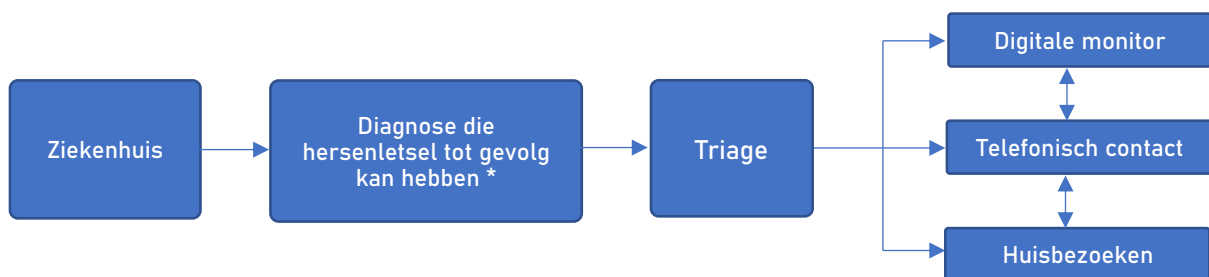 Ziekenhuis
Diagnose die
hersenletsel tot gevolg
kan hebben *
Triage
Digitale monitor
Telefonisch contact
Huisbezoeken